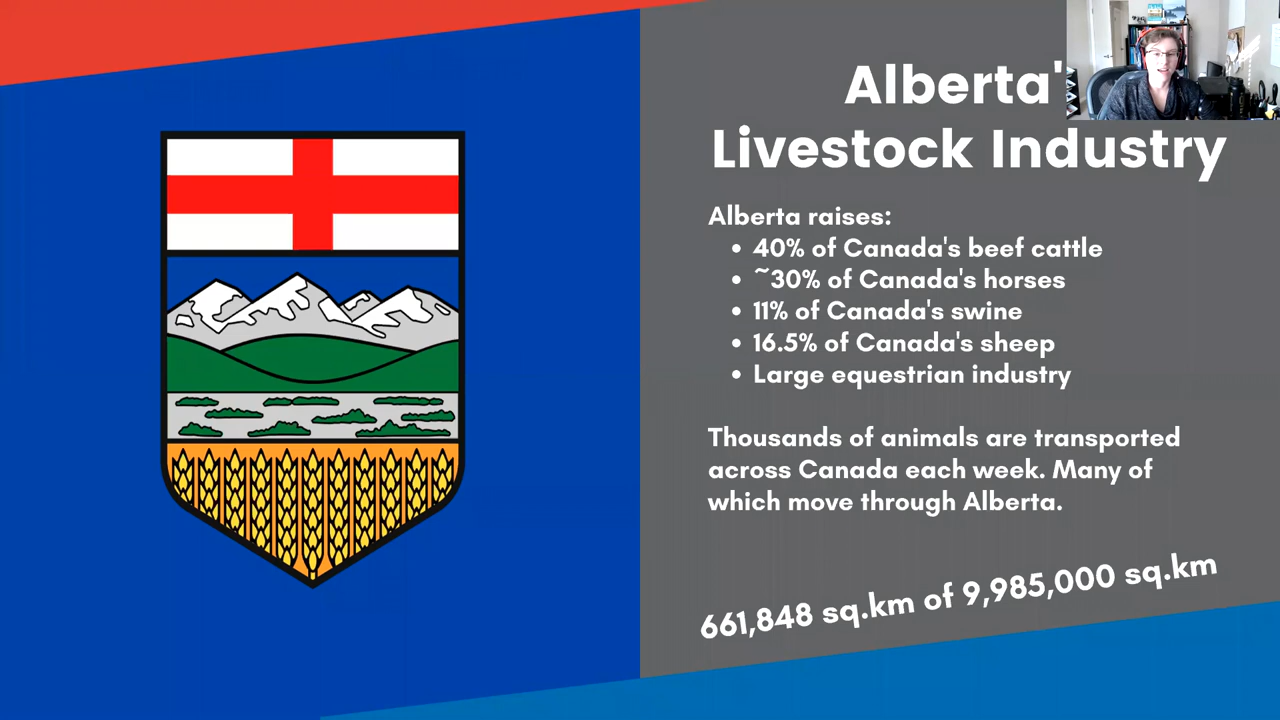 Alberta'
Livestock Industry
Alberta raises:
• 40% of Canada's beef cattle
• ~30% of Canada's horses
• 11% of Canada's swine
• 16.5% of Canada's sheep
• Large equestrian industry
Thousands of animals are transported
across Canada each week. Many of
which move through Alberta.
661,848 sq.km of 9,985,000 sq.km